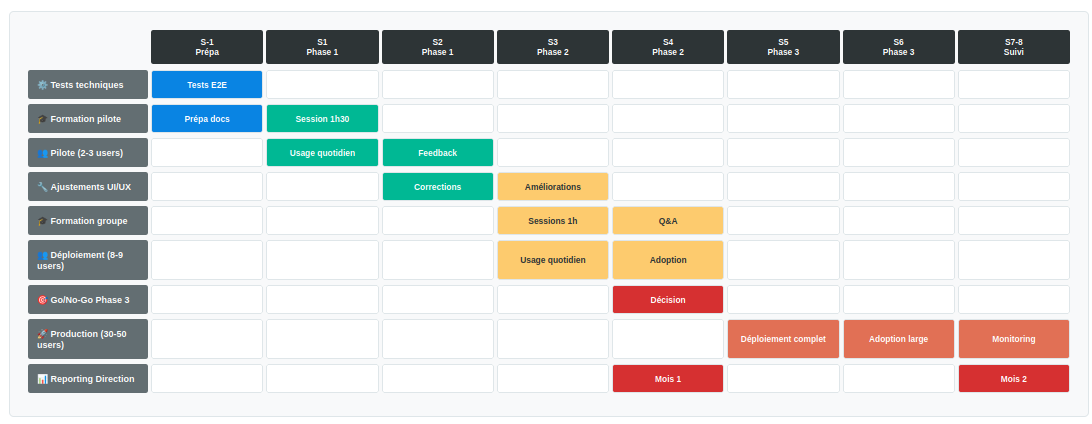 S-1
Prépa
S1
Phase 1
S2
Phase 1
S3
Phase 2
S4
Phase 2
S5
Phase 3
S6
Phase 3
S7-8
Suivi
⚙️ Tests techniques
Tests E2E
🎓 Formation pilote
Prépa docs
Session 1h30
👥 Pilote (2-3 users)
Usage quotidien
Feedback
🔧 Ajustements UI/UX
Corrections
Améliorations
🎓 Formation groupe
Sessions 1h
Q&A
👥 Déploiement (8-9
users)
Usage quotidien
Adoption
🎯 Go/No-Go Phase 3
Décision
🚀 Production (30-50
users)
Déploiement complet
Adoption large
Monitoring
📊 Reporting Direction
Mois 1
Mois 2